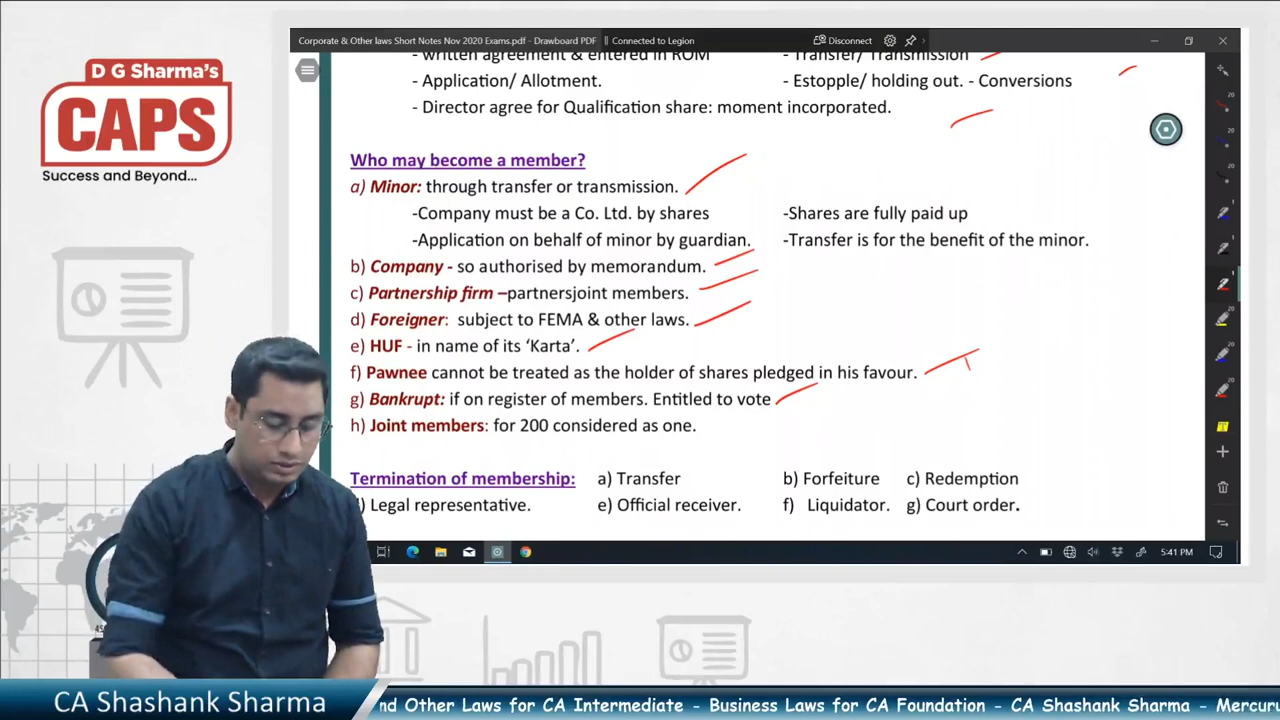 D G Sharma's
CAPS
Success and Beyond...
Corporate & Other laws Short Notes Nov 2020 Exams.pdf - Drawboard PDF || Connected to Legion Disconnect
- written agreement & entered in ROM - Transfer/ Transmission
- Application/ Allotment. - Estopple/ holding out. - Conversions
- Director agree for Qualification share: moment incorporated.
Who may become a member?
a) Minor: through transfer or transmission.
-Company must be a Co. Ltd. by shares -Shares are fully paid up
-Application on behalf of minor by guardian. -Transfer is for the benefit of the minor.
b) Company - so authorised by memorandum.
c) Partnership firm –partnersjoint members.
d) Foreigner: subject to FEMA & other laws.
e) HUF - in name of its ‘Karta’.
f) Pawnee cannot be treated as the holder of shares pledged in his favour.
g) Bankrupt: if on register of members. Entitled to vote
h) Joint members: for 200 considered as one.
Termination of membership: a) Transfer b) Forfeiture c) Redemption
Legal representative. e) Official receiver. f) Liquidator. g) Court order.
5:41 PM
CA Shashank Sharma
nd Other Laws for CA Intermediate - Business Laws for CA Foundation - CA Shashank Sharma - Mercuru